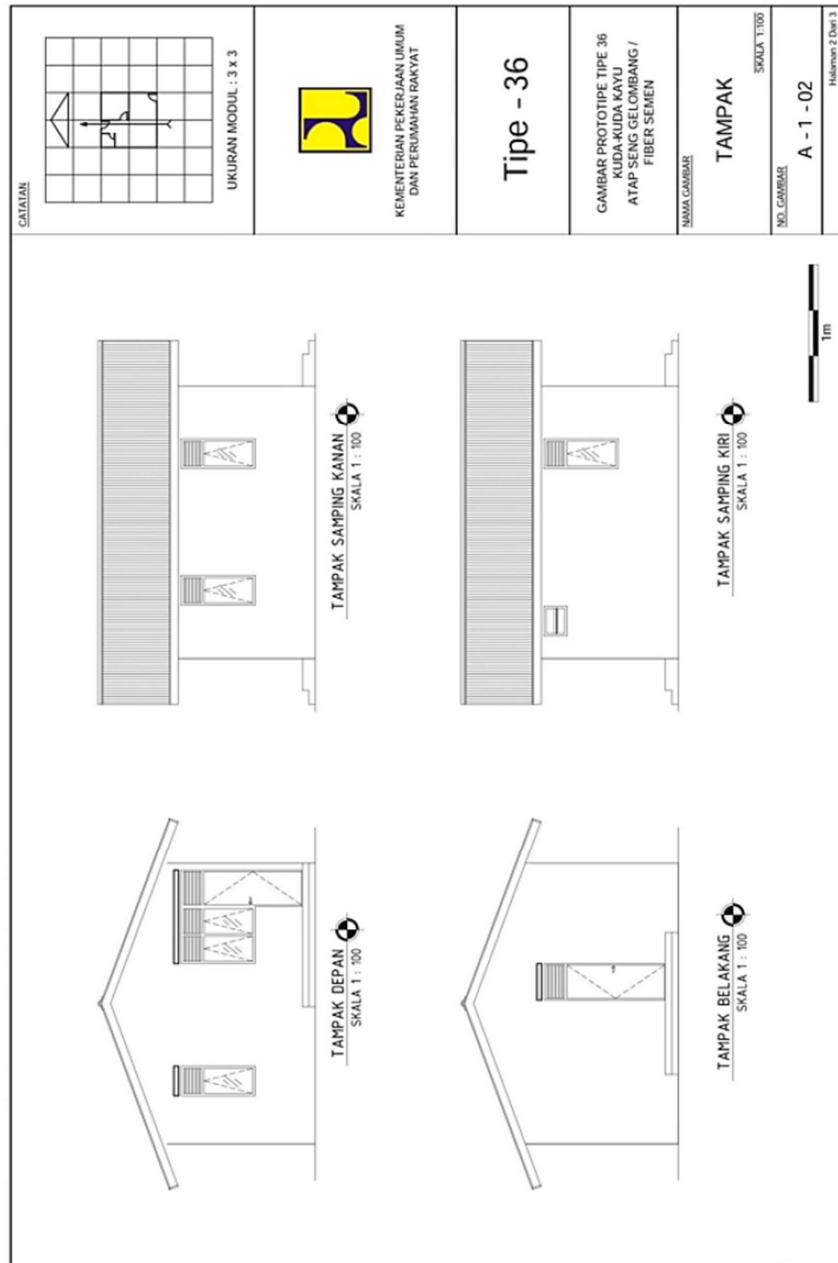 TAMPAK DEPAN
SKALA 1 : 100
TAMPAK SAMPING KANAN
SKALA 1 : 100
TAMPAK BELAKANG
SKALA 1 : 100
TAMPAK SAMPING KIRI
SKALA 1 : 100
1m
CATATAN
UKURAN MODUL : 3 x 3
KEMENTERIAN PEKERJAAN UMUM
DAN PERUMAHAN RAKYAT
Tipe - 36
GAMBAR PROTOTIPE TIPE 36
KUDA-KUDA KAYU
ATAP SENG GELOMBANG /
FIBER SEMEN
NAMA GAMBAR
TAMPAK
SKALA 1:100
NO. GAMBAR
A - 1 - 02
Halaman 2 Dari 3